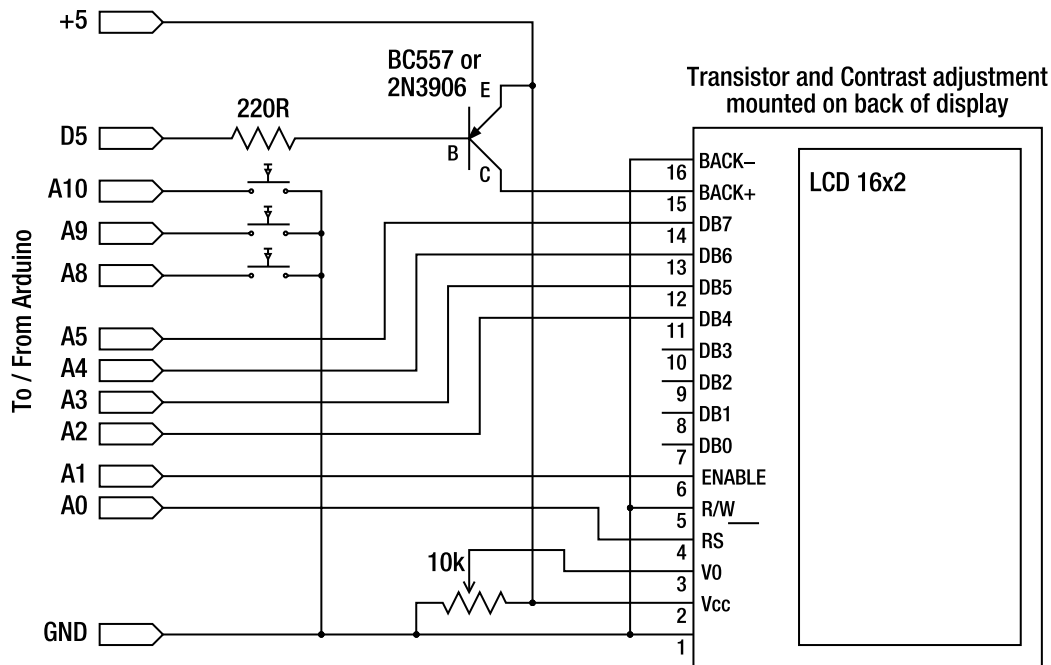 +5
BC557 or
2N3906
E
B
C
220R
D5
A10
A9
A8
A5
A4
A3
A2
A1
A0
GND
To / From Arduino
10k
Transistor and Contrast adjustment
mounted on back of display
LCD 16x2
16 BACK–
15 BACK+
14 DB7
13 DB6
12 DB5
11 DB4
10 DB3
9 DB2
8 DB1
7 DB0
6 ENABLE
5 R/W
4 RS
3 V0
2 Vcc
1